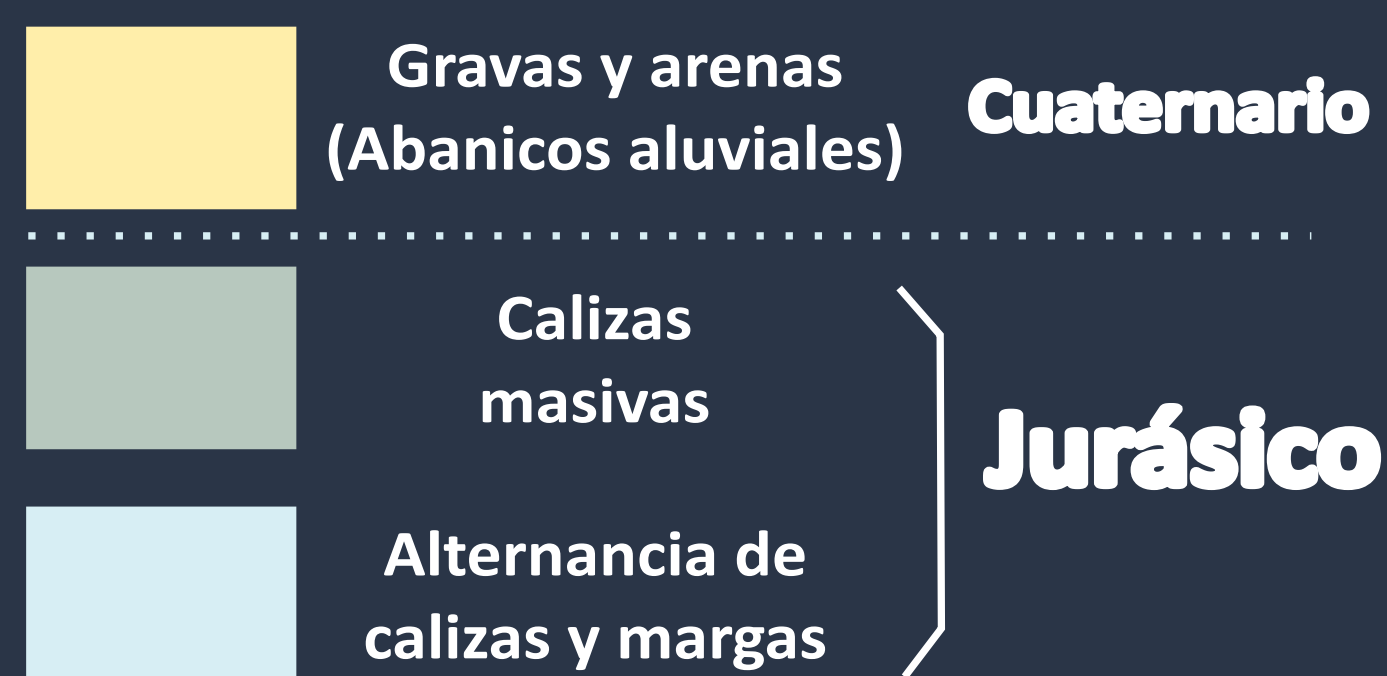 Gravas y arenas
(Abanicos aluviales)
Cuaternario
Calizas
masivas
Jurásico
Alternancia de
calizas y margas